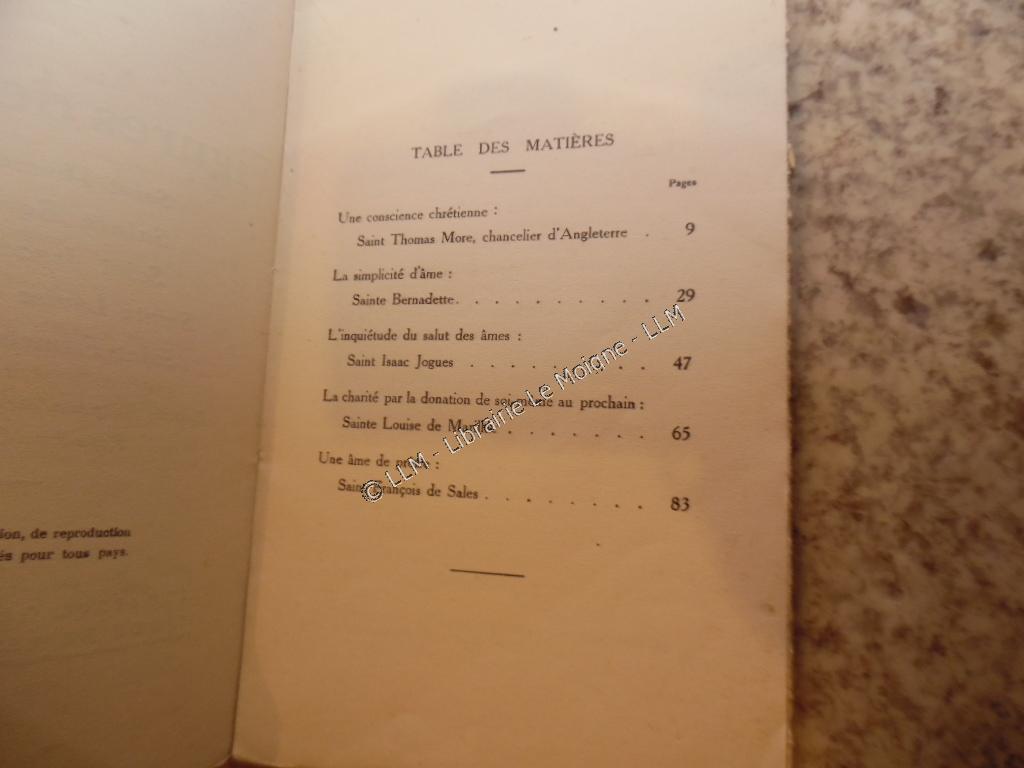 TABLE DES MATIÈRES
Pages
Une conscience chrétienne :
Saint Thomas More, chancelier d'Angleterre . 9
La simplicité d'âme :
Sainte Bernadette. . . . . . . . . . 29
L'inquiétude du salut des âmes :
Saint Isaac Jogues . . . . . . . . . 47
La charité par la donation de soi-même au prochain :
Sainte Louise de . . . . . . . 65
Une âme de :
Saint François de Sales . . . . . . . 83
de reproduction
pour tous pays.
© LLM - Librairie Le Moigne - LLM